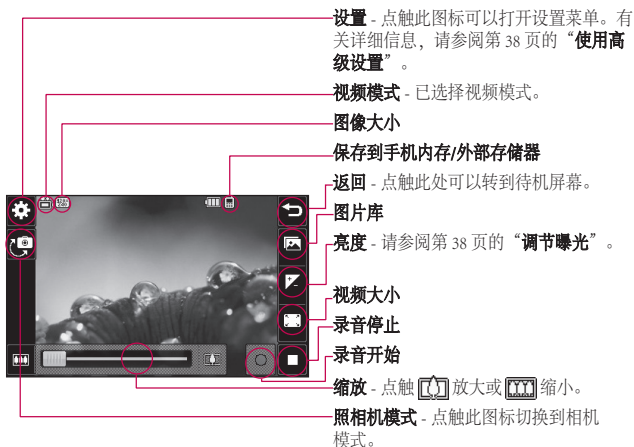 设置 - 点触此图标可以打开设置菜单。有
关详细信息，请参阅第 38 页的“使用高
级设置”。
视频模式 - 已选择视频模式。
图像大小
保存到手机内存/外部存储器
返回 - 点触此处可以转到待机屏幕。
图片库
亮度 - 请参阅第 38 页的“调节曝光”。
视频大小
录音停止
录音开始
缩放 - 点触 放大或 缩小。
照相机模式 - 点触此图标切换到相机
模式。